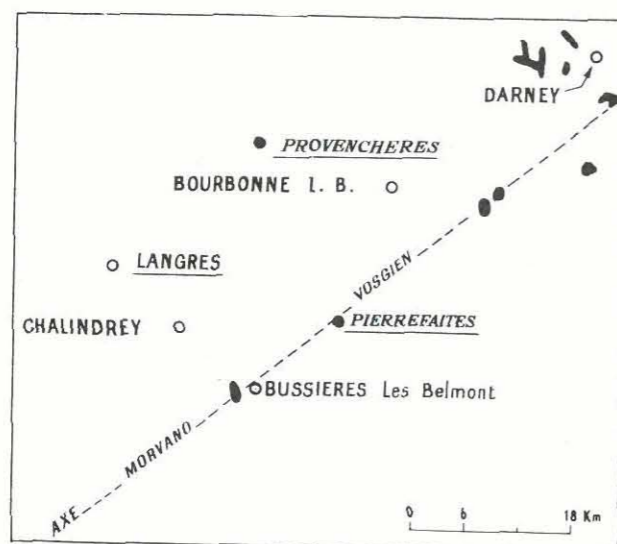 DARNEY
PROVENCHERES
BOURBONNE L. B.
LANGRES
VOSGIEN
CHALINDREY
PIERREFAITES
BUSSIERES Les Belmont
MORVANO
AXE
0 6 18 Km